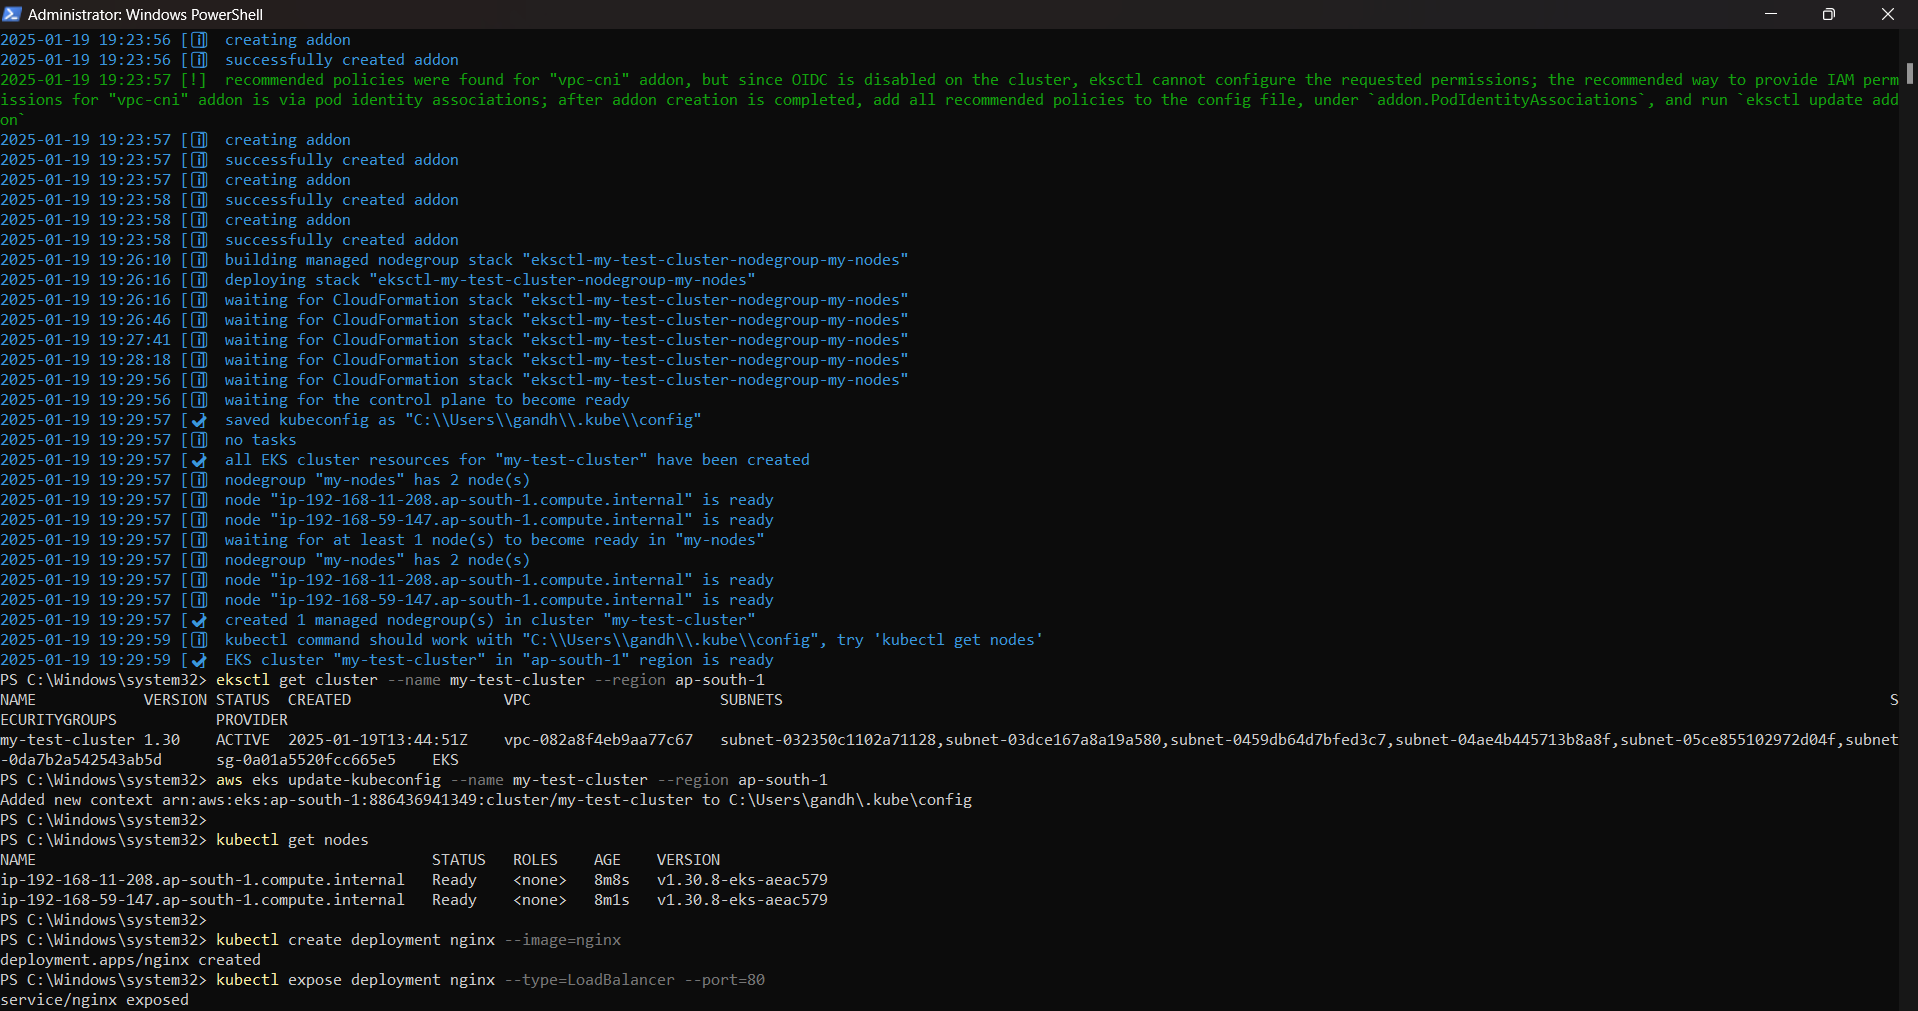 Administrator: Windows PowerShell
2025-01-19 19:23:56 [ℹ]  creating addon
2025-01-19 19:23:56 [ℹ]  successfully created addon
2025-01-19 19:23:57 [!]  recommended policies were found for "vpc-cni" addon, but since OIDC is disabled on the cluster, eksctl cannot configure the requested permissions; the recommended way to provide IAM perm
issions for "vpc-cni" addon is via pod identity associations; after addon creation is completed, add all recommended policies to the config file, under `addon.PodIdentityAssociations`, and run `eksctl update add
on`
2025-01-19 19:23:57 [ℹ]  creating addon
2025-01-19 19:23:57 [ℹ]  successfully created addon
2025-01-19 19:23:57 [ℹ]  creating addon
2025-01-19 19:23:58 [ℹ]  successfully created addon
2025-01-19 19:23:58 [ℹ]  creating addon
2025-01-19 19:23:58 [ℹ]  successfully created addon
2025-01-19 19:26:10 [ℹ]  building managed nodegroup stack "eksctl-my-test-cluster-nodegroup-my-nodes"
2025-01-19 19:26:16 [ℹ]  deploying stack "eksctl-my-test-cluster-nodegroup-my-nodes"
2025-01-19 19:26:16 [ℹ]  waiting for CloudFormation stack "eksctl-my-test-cluster-nodegroup-my-nodes"
2025-01-19 19:26:46 [ℹ]  waiting for CloudFormation stack "eksctl-my-test-cluster-nodegroup-my-nodes"
2025-01-19 19:27:41 [ℹ]  waiting for CloudFormation stack "eksctl-my-test-cluster-nodegroup-my-nodes"
2025-01-19 19:28:18 [ℹ]  waiting for CloudFormation stack "eksctl-my-test-cluster-nodegroup-my-nodes"
2025-01-19 19:29:56 [ℹ]  waiting for CloudFormation stack "eksctl-my-test-cluster-nodegroup-my-nodes"
2025-01-19 19:29:56 [ℹ]  waiting for the control plane to become ready
2025-01-19 19:29:57 [✔]  saved kubeconfig as "C:\\Users\\gandh\\.kube\\config"
2025-01-19 19:29:57 [ℹ]  no tasks
2025-01-19 19:29:57 [✔]  all EKS cluster resources for "my-test-cluster" have been created
2025-01-19 19:29:57 [ℹ]  nodegroup "my-nodes" has 2 node(s)
2025-01-19 19:29:57 [ℹ]  node "ip-192-168-11-208.ap-south-1.compute.internal" is ready
2025-01-19 19:29:57 [ℹ]  node "ip-192-168-59-147.ap-south-1.compute.internal" is ready
2025-01-19 19:29:57 [ℹ]  waiting for at least 1 node(s) to become ready in "my-nodes"
2025-01-19 19:29:57 [ℹ]  nodegroup "my-nodes" has 2 node(s)
2025-01-19 19:29:57 [ℹ]  node "ip-192-168-11-208.ap-south-1.compute.internal" is ready
2025-01-19 19:29:57 [ℹ]  node "ip-192-168-59-147.ap-south-1.compute.internal" is ready
2025-01-19 19:29:57 [✔]  created 1 managed nodegroup(s) in cluster "my-test-cluster"
2025-01-19 19:29:59 [ℹ]  kubectl command should work with "C:\\Users\\gandh\\.kube\\config", try 'kubectl get nodes'
2025-01-19 19:29:59 [✔]  EKS cluster "my-test-cluster" in "ap-south-1" region is ready
PS C:\Windows\system32> eksctl get cluster --name my-test-cluster --region ap-south-1
NAME            VERSION STATUS  CREATED                 VPC                     SUBNETS                                                                                                                           S
ECURITYGROUPS           PROVIDER
my-test-cluster 1.30    ACTIVE  2025-01-19T13:44:51Z    vpc-082a8f4eb9aa77c67   subnet-032350c1102a71128,subnet-03dce167a8a19a580,subnet-0459db64d7bfed3c7,subnet-04ae4b445713b8a8f,subnet-05ce855102972d04f,subnet
-0da7b2a542543ab5d      sg-0a01a5520fcc665e5    EKS
PS C:\Windows\system32> aws eks update-kubeconfig --name my-test-cluster --region ap-south-1
Added new context arn:aws:eks:ap-south-1:886436941349:cluster/my-test-cluster to C:\Users\gandh\.kube\config
PS C:\Windows\system32>
PS C:\Windows\system32> kubectl get nodes
NAME                                            STATUS   ROLES    AGE    VERSION
ip-192-168-11-208.ap-south-1.compute.internal   Ready    <none>   8m8s   v1.30.8-eks-aeac579
ip-192-168-59-147.ap-south-1.compute.internal   Ready    <none>   8m1s   v1.30.8-eks-aeac579
PS C:\Windows\system32>
PS C:\Windows\system32> kubectl create deployment nginx --image=nginx
deployment.apps/nginx created
PS C:\Windows\system32> kubectl expose deployment nginx --type=LoadBalancer --port=80
service/nginx exposed